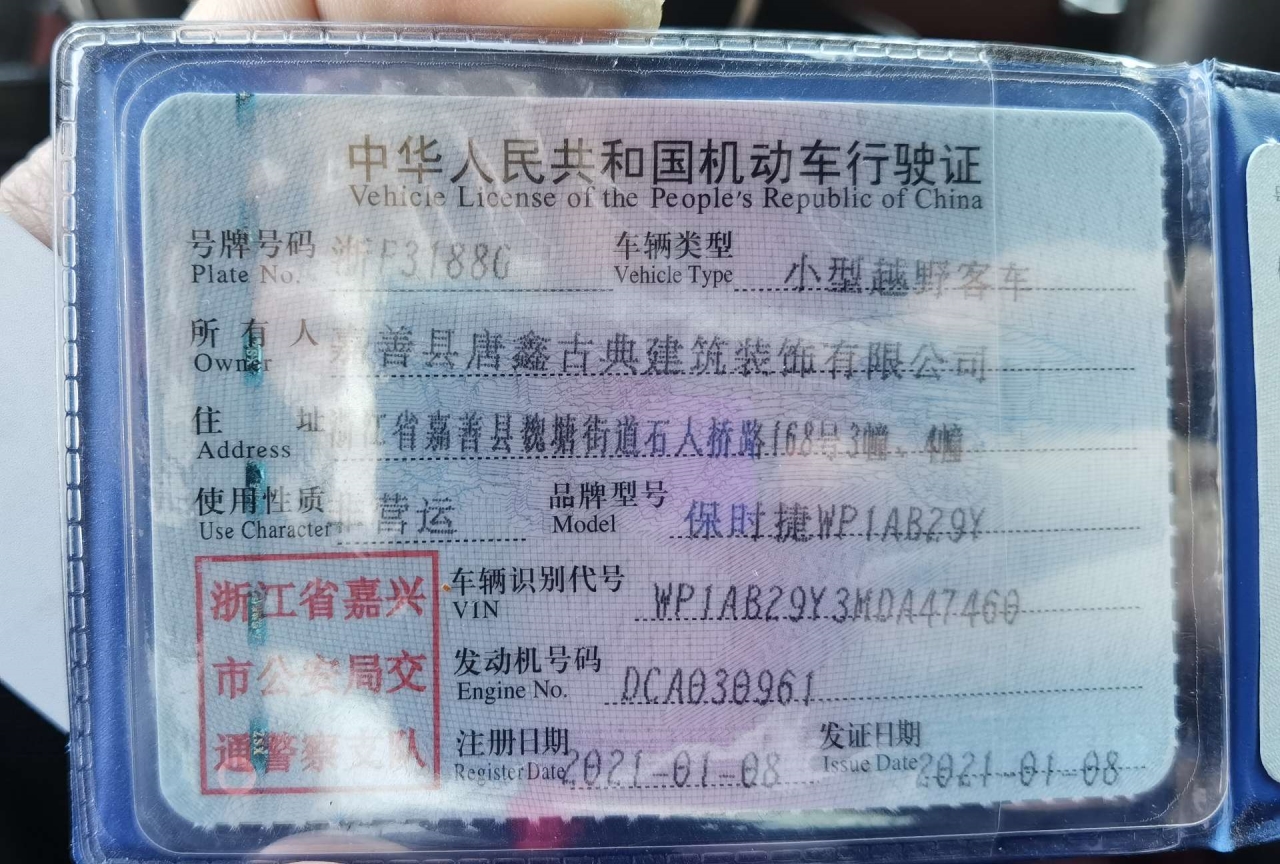 中华人民共和国机动车行驶证
Vehicle License of the People's Republic of China
号牌号码 浙F3188G 车辆类型 小型越野客车
Plate No. Vehicle Type
所有人 嘉善县唐鑫古典建筑装饰有限公司
Owner
住址 浙江省嘉善县魏塘街道石人桥路168号3幢、4幢
Address
使用性质 非营运 品牌型号 保时捷WP1AB29Y
Use Character Model
浙江省嘉兴 车辆识别代号 WP1AB29Y3MDA47460
VIN
市公安局交 发动机号码 DCA030961
Engine No.
通警察支队 注册日期 2021-01-08 发证日期 2021-01-08
Register Date Issue Date